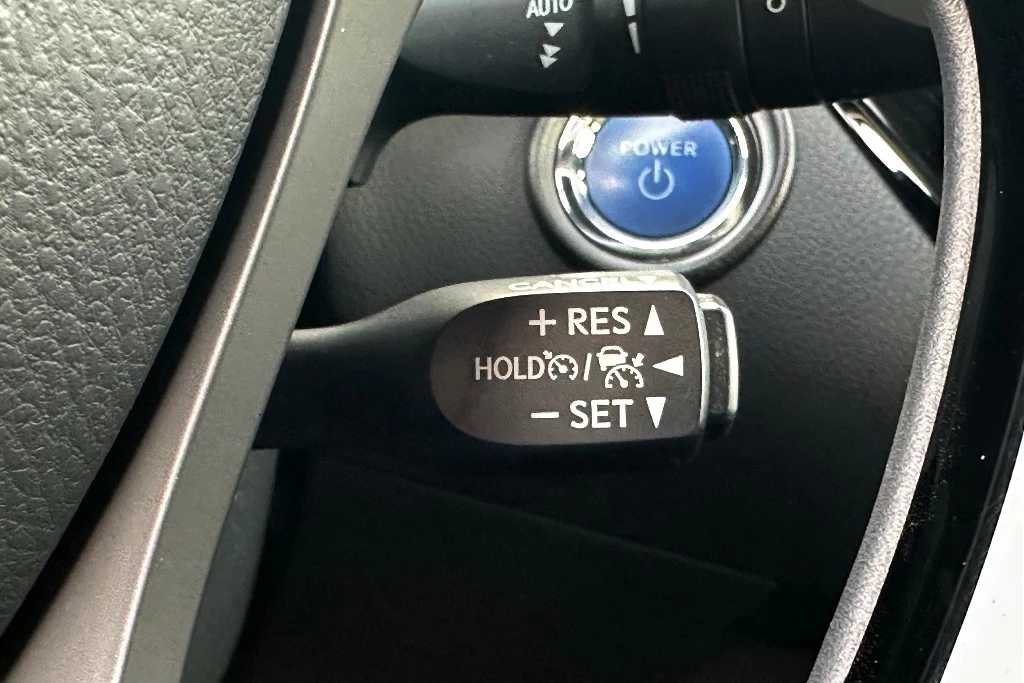 AUTO
POWER
CANCEL
+ RES ▲
HOLD / ◀
− SET ▼